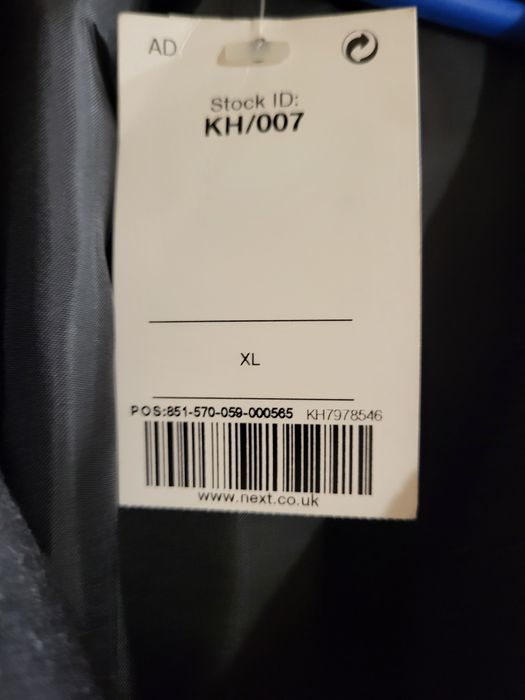 AD
Stock ID:
KH/007
XL
POS:851-570-059-000565 KH7978546
www.next.co.uk